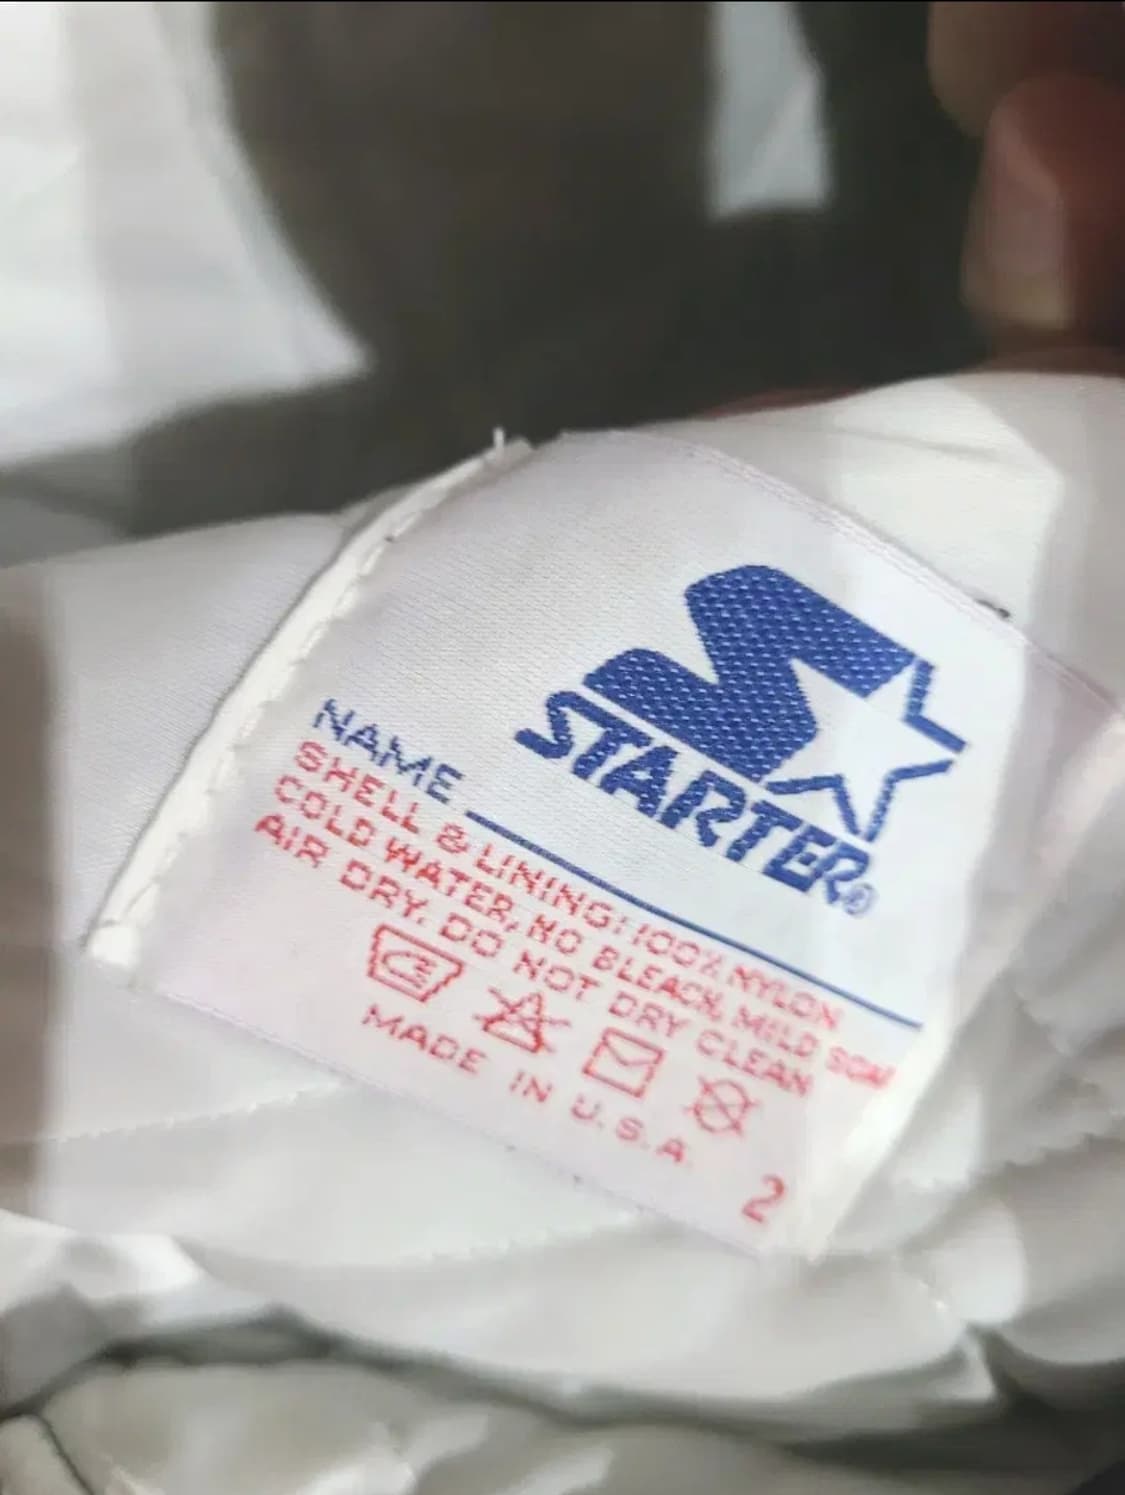 STARTER®
NAME
SHELL & LINING: 100% NYLON
COLD WATER, NO BLEACH, MILD SOAP
AIR DRY. DO NOT DRY CLEAN
MADE IN U.S.A.
2